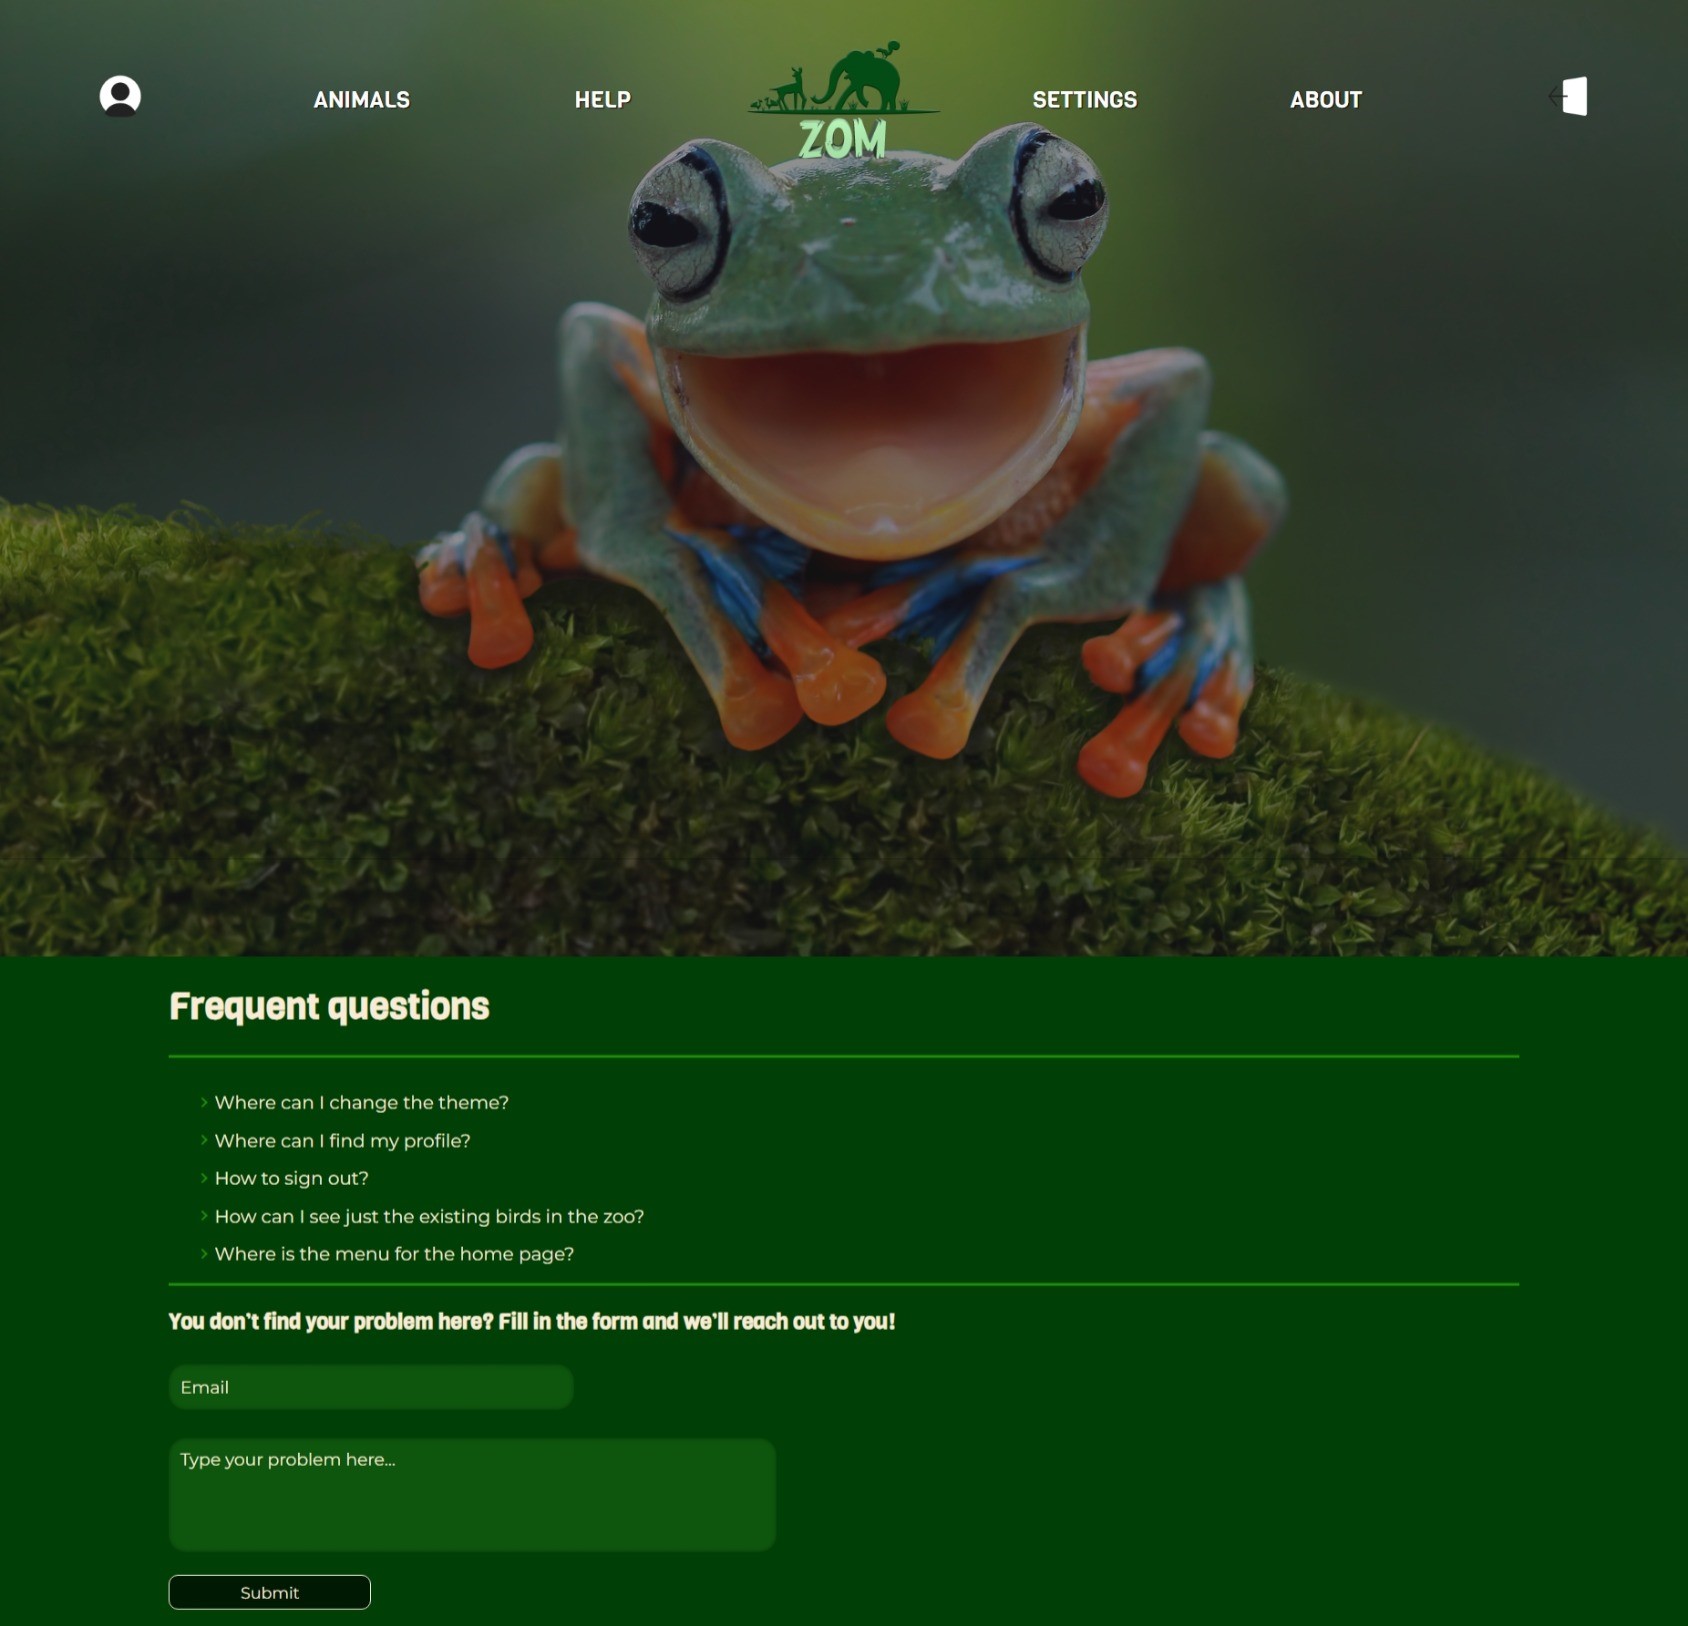 ANIMALS HELP SETTINGS ABOUT
ZOM
Frequent questions
Where can I change the theme?
Where can I find my profile?
How to sign out?
How can I see just the existing birds in the zoo?
Where is the menu for the home page?
You don't find your problem here? Fill in the form and we'll reach out to you!
Email
Type your problem here...
Submit